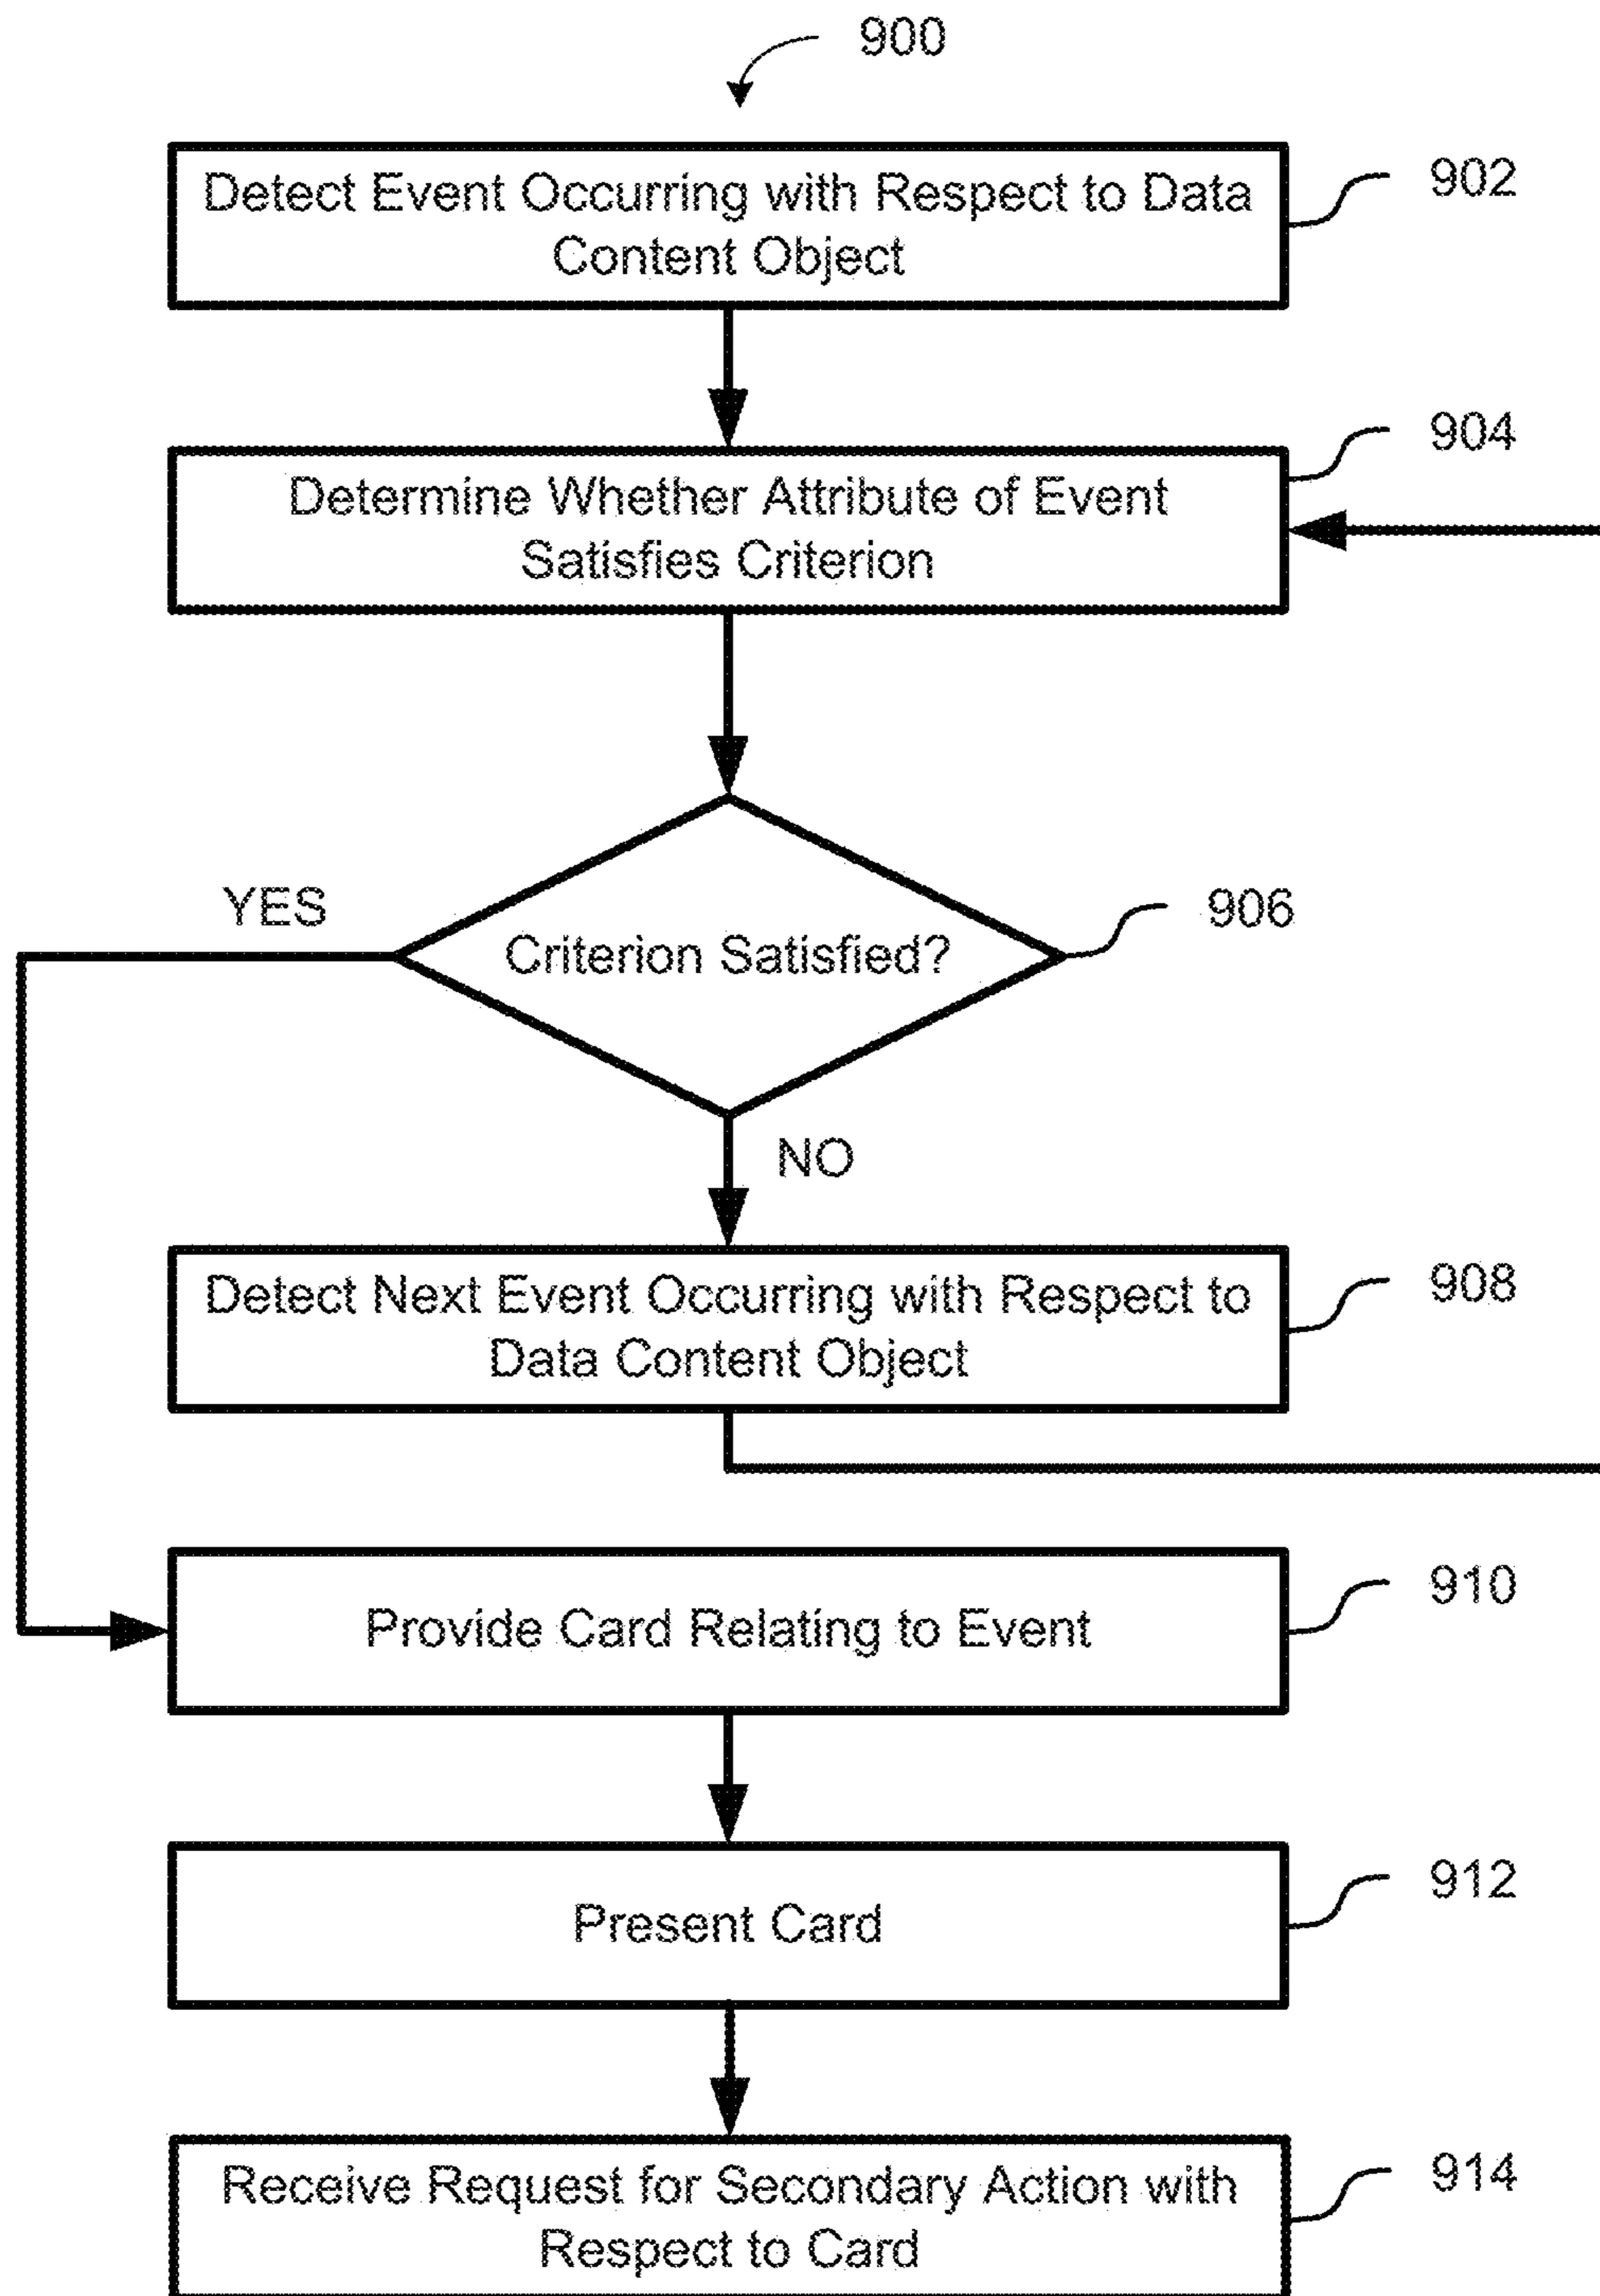 900
Detect Event Occurring with Respect to Data
Content Object
902
Determine Whether Attribute of Event
Satisfies Criterion
904
YES
Criterion Satisfied?
906
NO
Detect Next Event Occurring with Respect to
Data Content Object
908
Provide Card Relating to Event
910
Present Card
912
Receive Request for Secondary Action with
Respect to Card
914